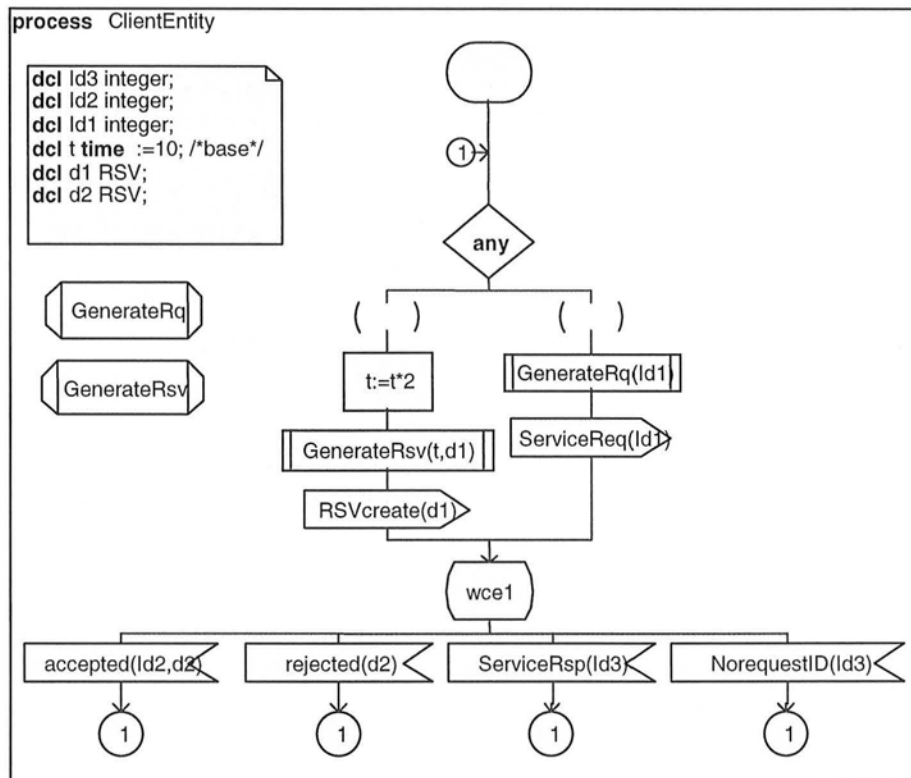 process ClientEntity
dcl Id3 integer;
dcl Id2 integer;
dcl Id1 integer;
dcl t time :=10; /*base*/
dcl d1 RSV;
dcl d2 RSV;
1
any
GenerateRq
( )
( )
GenerateRsv
t:=t*2
GenerateRq(Id1)
GenerateRsv(t,d1)
ServiceReq(Id1)
RSVcreate(d1)
wce1
accepted(Id2,d2)
rejected(d2)
ServiceRsp(Id3)
NorequestID(Id3)
1
1
1
1